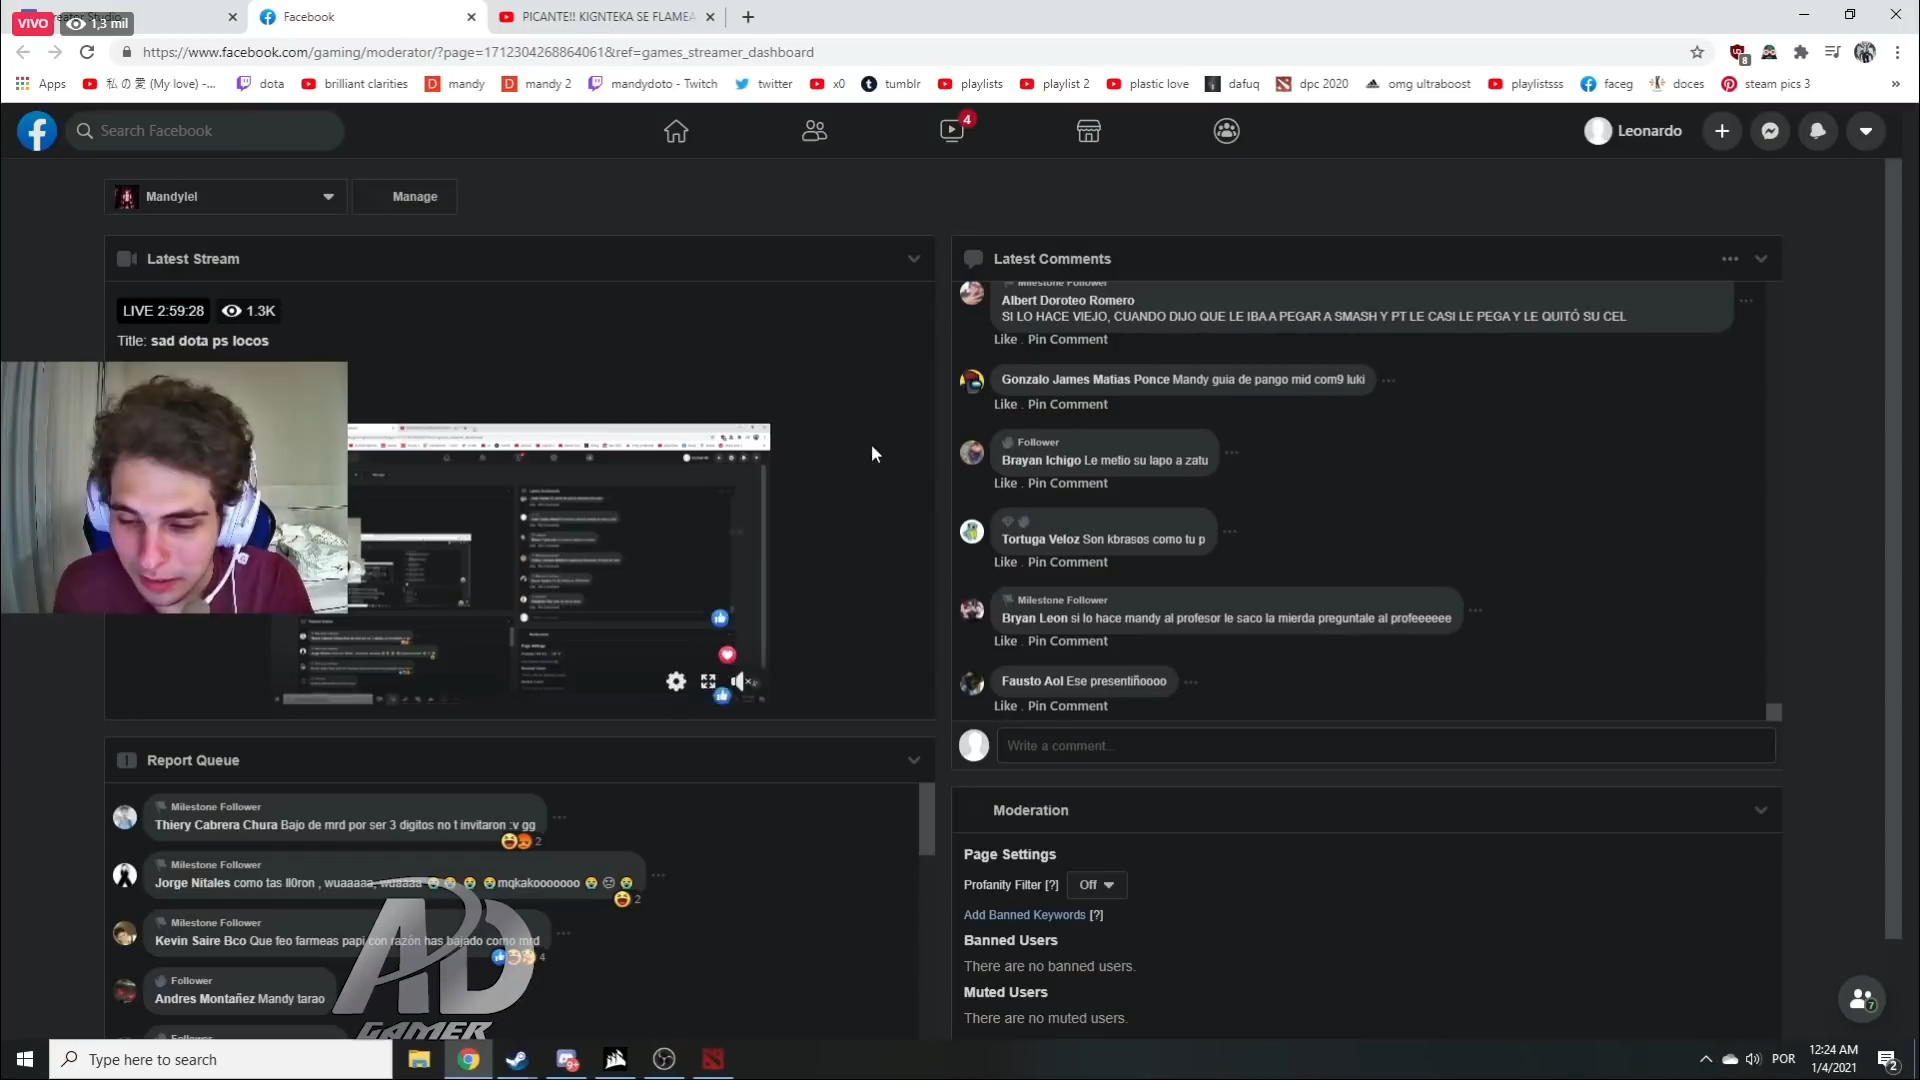 VIVO
1,3 mil
Facebook
PICANTE!! KIGNTEKA SE FLAMEA
https://www.facebook.com/gaming/moderator/?page=1712304268864061&ref=games_streamer_dashboard
Apps
私の愛 (My love) -...
dota
brilliant clarities
mandy
mandy 2
mandydoto - Twitch
twitter
x0
tumblr
playlists
playlist 2
plastic love
dafuq
dpc 2020
omg ultraboost
playlistsss
faceg
doces
steam pics 3
»
Search Facebook
4
Leonardo
Mandylel
Manage
Latest Stream
LIVE 2:59:28
1.3K
Title: sad dota ps locos
Latest Comments
Milestone Follower
Albert Doroteo Romero
SI LO HACE VIEJO, CUANDO DIJO QUE LE IBA A PEGAR A SMASH Y PT LE CASI LE PEGA Y LE QUITÓ SU CEL
Like . Pin Comment
Gonzalo James Matias Ponce Mandy guia de pango mid com9 luki
Like . Pin Comment
Follower
Brayan Ichigo Le metio su lapo a zatu
Like . Pin Comment
Tortuga Veloz Son kbrasos como tu p
Like . Pin Comment
Milestone Follower
Bryan Leon si lo hace mandy al profesor le saco la mierda preguntale al profeeeeee
Like . Pin Comment
Fausto Aol Ese presentiñoooo
Like . Pin Comment
Write a comment...
Report Queue
Milestone Follower
Thiery Cabrera Chura Bajo de mrd por ser 3 digitos no t invitaron :v gg
2
Milestone Follower
Jorge Nitales como tas ll0ron , wuaaaaa, wuaaaa 😭 😭 😭 😭mqkakooooooo 😭 😔 😭
2
Milestone Follower
Kevin Saire Bco Que feo farmeas papi con razón has bajado como mrd
4
Follower
Andres Montañez Mandy tarao
Follower
AD
GAMER
Moderation
Page Settings
Profanity Filter [?]
Off
Add Banned Keywords [?]
Banned Users
There are no banned users.
Muted Users
There are no muted users.
7
Type here to search
POR
12:24 AM
1/4/2021
2